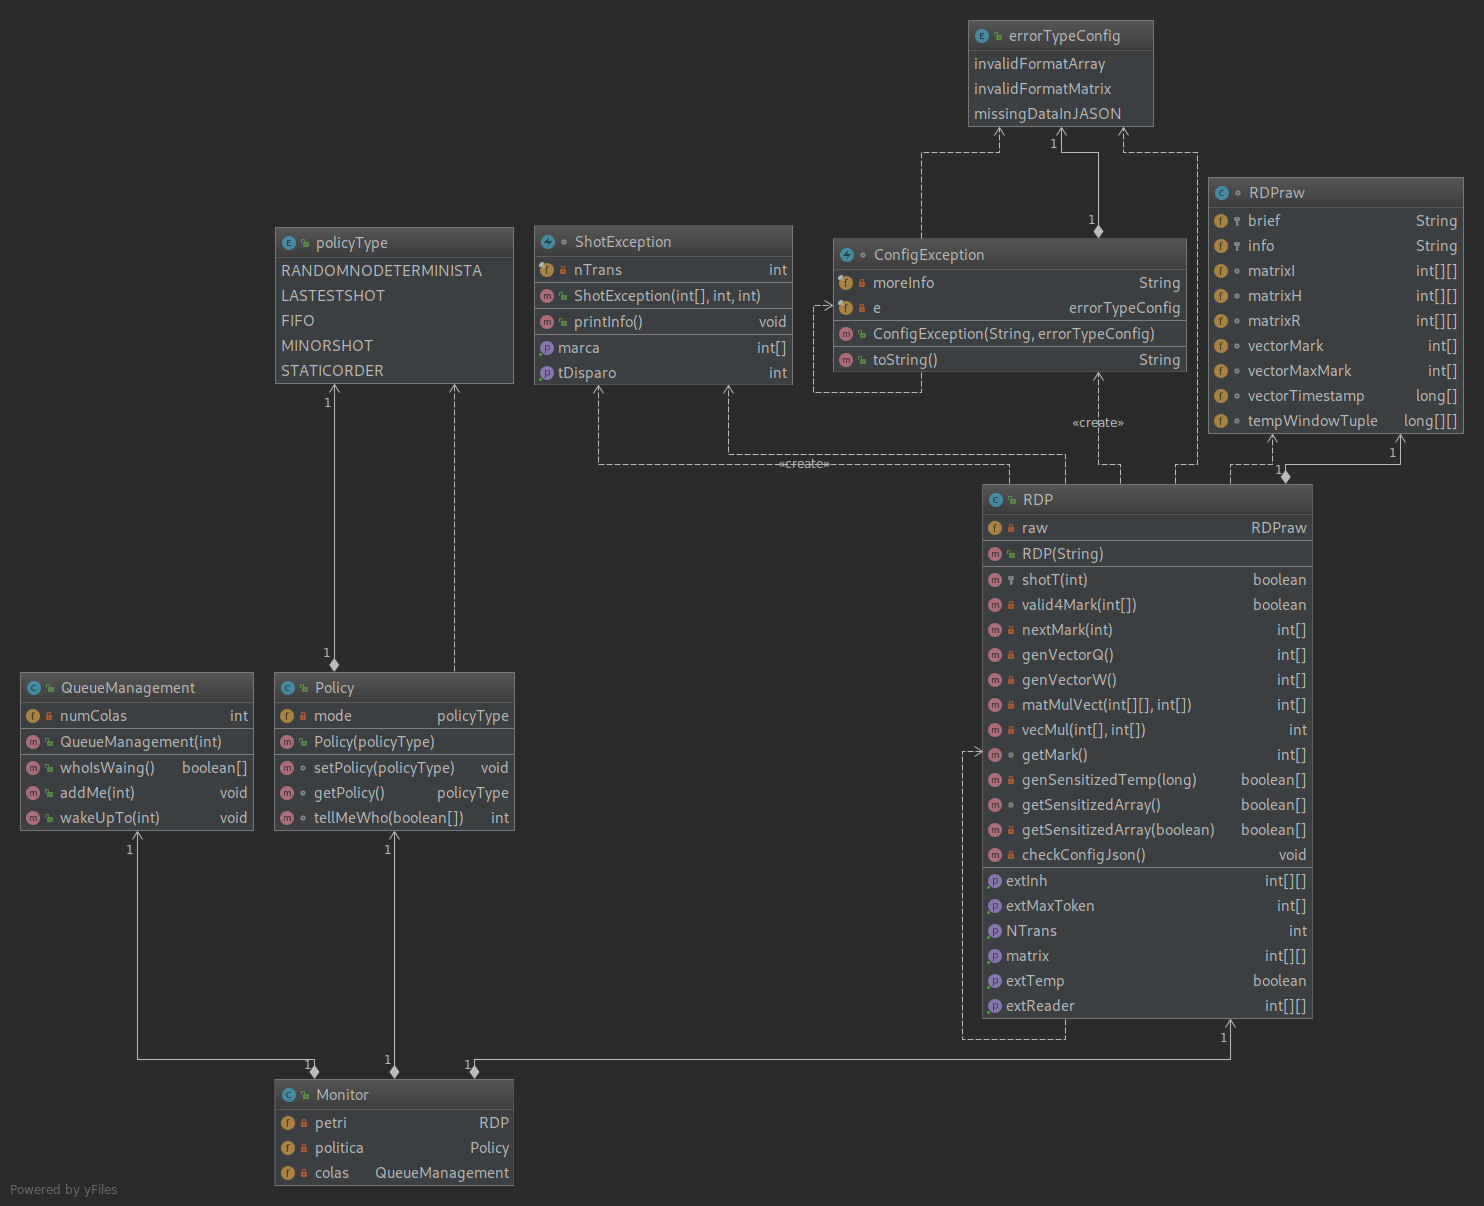 errorTypeConfig
invalidFormatArray
invalidFormatMatrix
missingDataInJASON
1
1
RDPraw
brief String
info String
matrixI int[][]
matrixH int[][]
matrixR int[][]
vectorMark int[]
vectorMaxMark int[]
vectorTimestamp long[]
tempWindowTuple long[][]
1
1
policyType
RANDOMNODETERMINISTA
LASTESTSHOT
FIFO
MINORSHOT
STATICORDER
1
1
ShotException
nTrans int
ShotException(int[], int, int)
printInfo() void
marca int[]
tDisparo int
«create»
ConfigException
moreInfo String
e errorTypeConfig
ConfigException(String, errorTypeConfig)
toString() String
«create»
RDP
raw RDPraw
RDP(String)
shotT(int) boolean
valid4Mark(int[]) boolean
nextMark(int) int[]
genVectorQ() int[]
genVectorW() int[]
matMulVect(int[][], int[]) int[]
vecMul(int[], int[]) int
getMark() int[]
genSensitizedTemp(long) boolean[]
getSensitizedArray() boolean[]
getSensitizedArray(boolean) boolean[]
checkConfigJson() void
extInh int[][]
extMaxToken int[]
NTrans int
matrix int[][]
extTemp boolean
extReader int[][]
1
QueueManagement
numColas int
QueueManagement(int)
whoIsWaing() boolean[]
addMe(int) void
wakeUpTo(int) void
1
Policy
mode policyType
Policy(policyType)
setPolicy(policyType) void
getPolicy() policyType
tellMeWho(boolean[]) int
1
1
1
1
Monitor
petri RDP
politica Policy
colas QueueManagement
Powered by yFiles